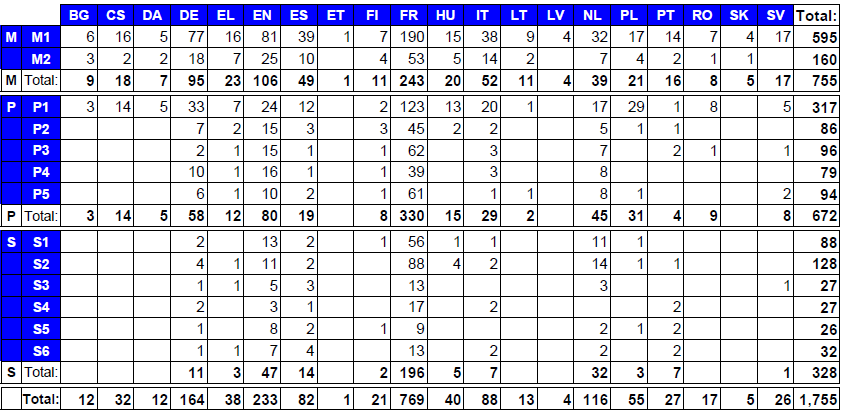 BG CS DA DE EL EN ES ET FI FR HU IT LT LV NL PL PT RO SK SV Total:
M M1 6 16 5 77 16 81 39 1 7 190 15 38 9 4 32 17 14 7 4 17 595
M2 3 2 2 18 7 25 10 4 53 5 14 2 7 4 2 1 1 160
M Total: 9 18 7 95 23 106 49 1 11 243 20 52 11 4 39 21 16 8 5 17 755
P P1 3 14 5 33 7 24 12 2 123 13 20 1 17 29 1 8 5 317
P2 7 2 15 3 3 45 2 2 5 1 1 86
P3 2 1 15 1 1 62 3 7 2 1 1 96
P4 10 1 16 1 1 39 3 8 79
P5 6 1 10 2 1 61 1 1 8 1 2 94
P Total: 3 14 5 58 12 80 19 8 330 15 29 2 45 31 4 9 8 672
S S1 2 13 2 1 56 1 1 11 1 88
S2 4 1 11 2 88 4 2 14 1 1 128
S3 1 1 5 3 13 3 1 27
S4 2 3 1 17 2 2 27
S5 1 8 2 1 9 2 1 2 26
S6 1 1 7 4 13 2 2 2 32
S Total: 11 3 47 14 2 196 5 7 32 3 7 1 328
Total: 12 32 12 164 38 233 82 1 21 769 40 88 13 4 116 55 27 17 5 26 1,755